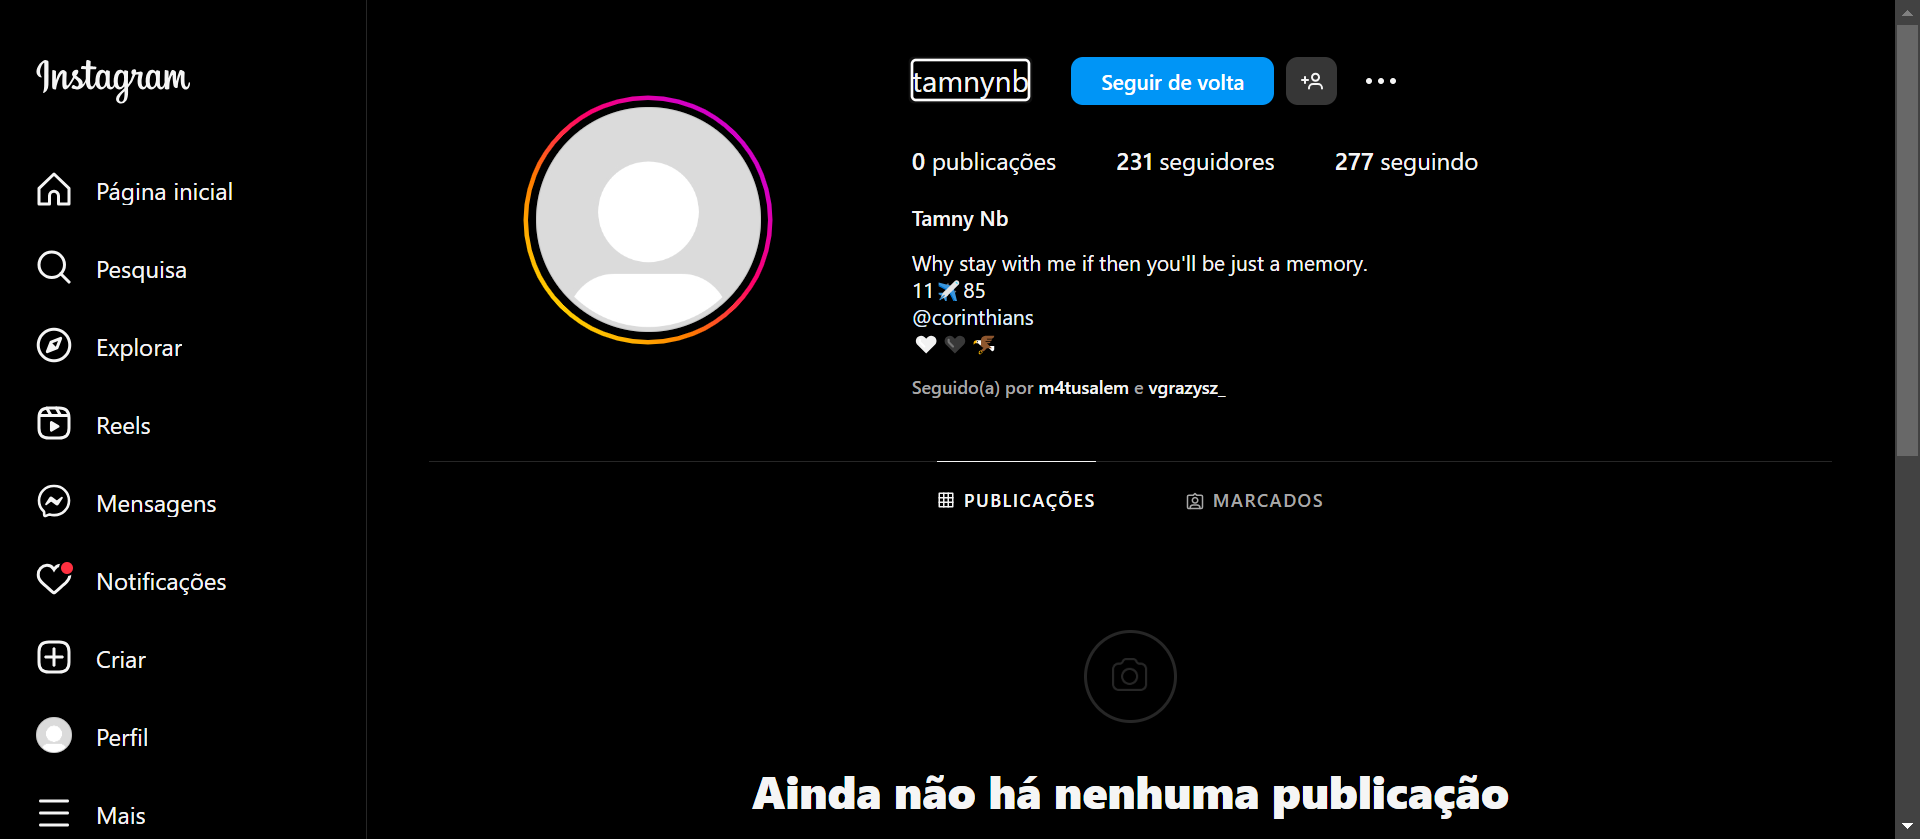 Instagram
Página inicial
Pesquisa
Explorar
Reels
Mensagens
Notificações
Criar
Perfil
Mais
tamnynb
Seguir de volta
0 publicações
231 seguidores
277 seguindo
Tamny Nb
Why stay with me if then you'll be just a memory.
11✈️85
@corinthians
🤍🖤🦅
Seguido(a) por m4tusalem e vgrazysz_
PUBLICAÇÕES
MARCADOS
Ainda não há nenhuma publicação